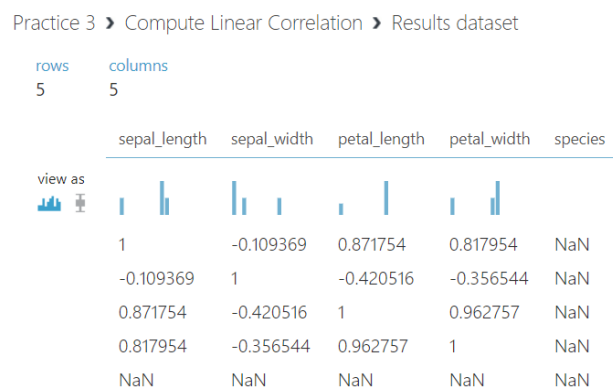 Practice 3 ❯ Compute Linear Correlation ❯ Results dataset
rows columns
5 5
sepal_length sepal_width petal_length petal_width species
view as
1 -0.109369 0.871754 0.817954 NaN
-0.109369 1 -0.420516 -0.356544 NaN
0.871754 -0.420516 1 0.962757 NaN
0.817954 -0.356544 0.962757 1 NaN
NaN NaN NaN NaN NaN